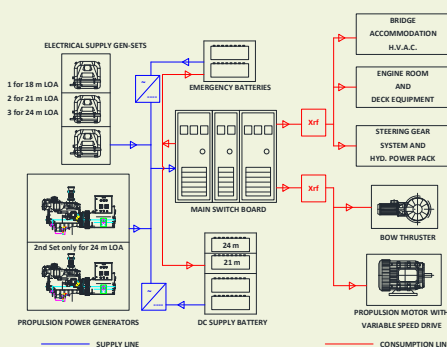 ELECTRICAL SUPPLY GEN-SETS
1 for 18 m LOA
2 for 21 m LOA
3 for 24 m LOA
EMERGENCY BATTERIES
BRIDGE
ACCOMMODATION
H.V.A.C.
ENGINE ROOM
AND
DECK EQUIPMENT
Xrf
STEERING GEAR
SYSTEM AND
HYD. POWER PACK
Xrf
MAIN SWITCH BOARD
BOW THRUSTER
2nd Set only for 24 m LOA
24 m
21 m
PROPULSION POWER GENERATORS
DC SUPPLY BATTERY
PROPULSION MOTOR WITH
VARIABLE SPEED DRIVE
SUPPLY LINE
CONSUMPTION LINE